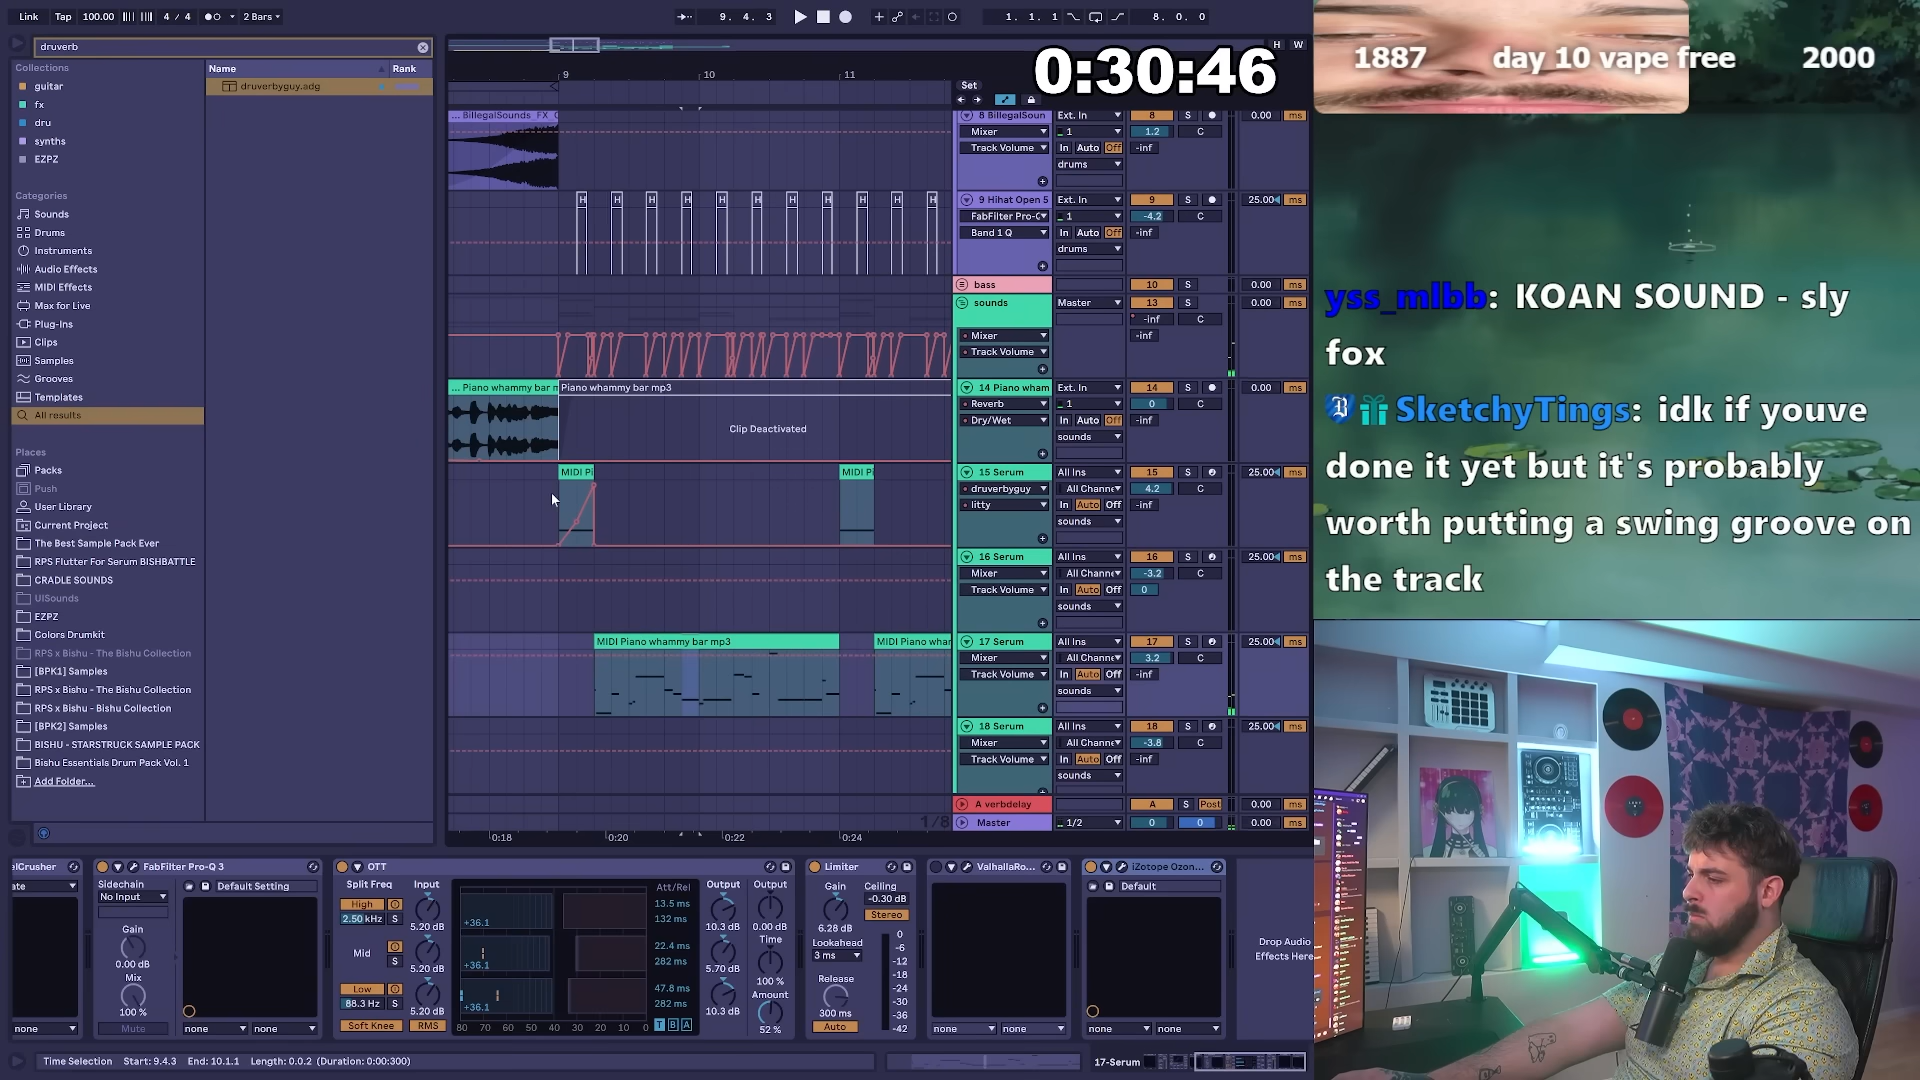 Link Tap 100.00 4 / 4 2 Bars
9. 4. 3 1. 1. 1 8. 0. 0
druverb
Collections
guitar
fx
dru
synths
EZPZ
Categories
Sounds
Drums
Instruments
Audio Effects
MIDI Effects
Max for Live
Plug-Ins
Clips
Samples
Grooves
Templates
All results
Places
Packs
Push
User Library
Current Project
The Best Sample Pack Ever
RPS Flutter For Serum BISHBATTLE
CRADLE SOUNDS
UISounds
EZPZ
Colors Drumkit
RPS x Bishu - The Bishu Collection
[BPK1] Samples
RPS x Bishu - The Bishu Collection
RPS x Bishu - Bishu Collection
[BPK2] Samples
BISHU - STARSTRUCK SAMPLE PACK
Bishu Essentials Drum Pack Vol. 1
Add Folder...
Name Rank
druverbyguy.adg
9 10 11
H W
0:30:46
Set
... BillegalSounds_FX_
H H H H H H H H H H H
... Piano whammy bar m
Piano whammy bar mp3
Clip Deactivated
MIDI Pi
MIDI Pi
MIDI Piano whammy bar mp3
MIDI Piano whar
1/8
0:18 0:20 0:22 0:24
8 BillegalSoun Ext. In 8 S 0.00 ms
Mixer 1 1.2 C
Track Volume In Auto Off -inf
drums
9 Hihat Open 5 Ext. In 9 S 25.00 ms
FabFilter Pro-Q 1 -4.2 C
Band 1 Q In Auto Off -inf
drums
bass 10 S 0.00 ms
sounds Master 13 S 0.00 ms
-inf C
Mixer -inf
Track Volume
14 Piano wham Ext. In 14 S 0.00 ms
Reverb 1 0 C
Dry/Wet In Auto Off -inf
sounds
15 Serum All Ins 15 S 25.00 ms
druverbyguy All Channe 4.2 C
litty In Auto Off -inf
sounds
16 Serum All Ins 16 S 25.00 ms
Mixer All Channe -3.2 C
Track Volume In Auto Off 0
sounds
17 Serum All Ins 17 S 25.00 ms
Mixer All Channe 3.2 C
Track Volume In Auto Off -inf
sounds
18 Serum All Ins 18 S 25.00 ms
Mixer All Channe -3.8 C
Track Volume In Auto Off -inf
sounds
A verbdelay A S Post 0.00 ms
Master 1/2 0 0 0.00 ms
1887 day 10 vape free 2000
yss_mlbb: KOAN SOUND - sly
fox
SketchyTings: idk if youve
done it yet but it's probably
worth putting a swing groove on
the track
alCrusher
FabFilter Pro-Q 3
Sidechain
No Input
Default Setting
Gain
0.00 dB
Mix
100 %
Mute
none none
OTT
Split Freq Input
High
2.50 kHz S 5.20 dB
Mid
S 5.20 dB
Low
88.3 Hz S 5.20 dB
Soft Knee RMS
+36.1
+36.1
+36.1
80 70 60 50 40 30 20 10 0
Att/Rel
13.5 ms
132 ms
22.4 ms
282 ms
47.8 ms
282 ms
T B A
Output
10.3 dB
5.70 dB
10.3 dB
Output
0.00 dB
Time
100 %
Amount
52 %
Limiter
Gain Ceiling
-0.30 dB
Stereo
6.28 dB
Lookahead
3 ms
Release
300 ms
Auto
0
-6
-12
-18
-24
-30
-36
-42
ValhallaRo...
none none
iZotope Ozon...
Default
none none
Drop Audio
Effects Here
Time Selection Start: 9.4.3 End: 10.1.1 Length: 0.0.2 (Duration: 0:00:300)
17-Serum